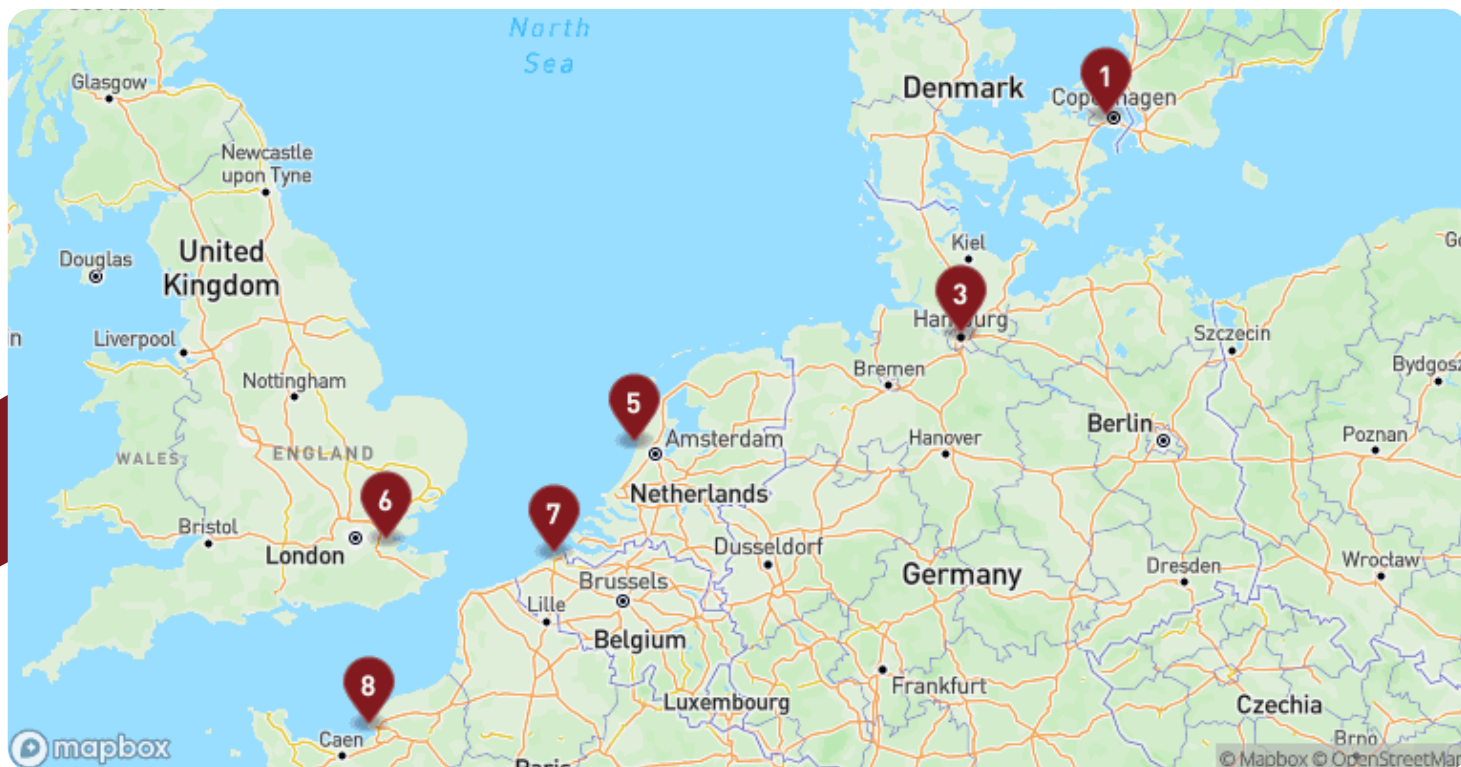 North
Sea
Glasgow
Denmark
1
Copenhagen
Newcastle
upon Tyne
Kiel
United
Kingdom
Douglas
3
Hamburg
Liverpool
Szczecin
Bremen
Bydgosz
Nottingham
5
Amsterdam
Berlin
Hanover
Poznan
WALES
ENGLAND
Netherlands
6
7
Bristol
London
Dusseldorf
Germany
Wrocław
Dresden
Brussels
Lille
Belgium
8
Frankfurt
Luxembourg
Czechia
Caen
Brno
Paris
mapbox
© Mapbox © OpenStreetMap